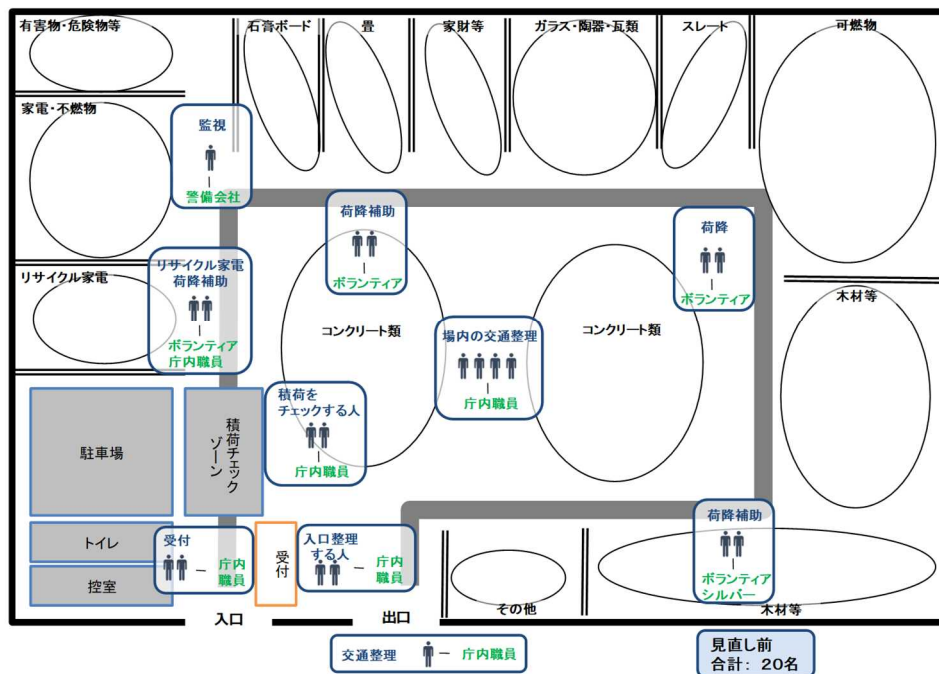 有害物・危険物等
石膏ボード
畳
家財等
ガラス・陶器・瓦類
スレート
可燃物
家電・不燃物
監視
警備会社
荷降補助
ボランティア
荷降
ボランティア
リサイクル家電
リサイクル家電
荷降補助
ボランティア
庁内職員
木材等
コンクリート類
場内の交通整理
庁内職員
コンクリート類
積荷を
チェックする人
庁内職員
駐車場
積荷チェック
ゾーン
トイレ
控室
受付
庁内
職員
受付
入口整理
する人
庁内
職員
荷降補助
ボランティア
シルバー
その他
木材等
入口
出口
交通整理
庁内職員
見直し前
合計： 20名